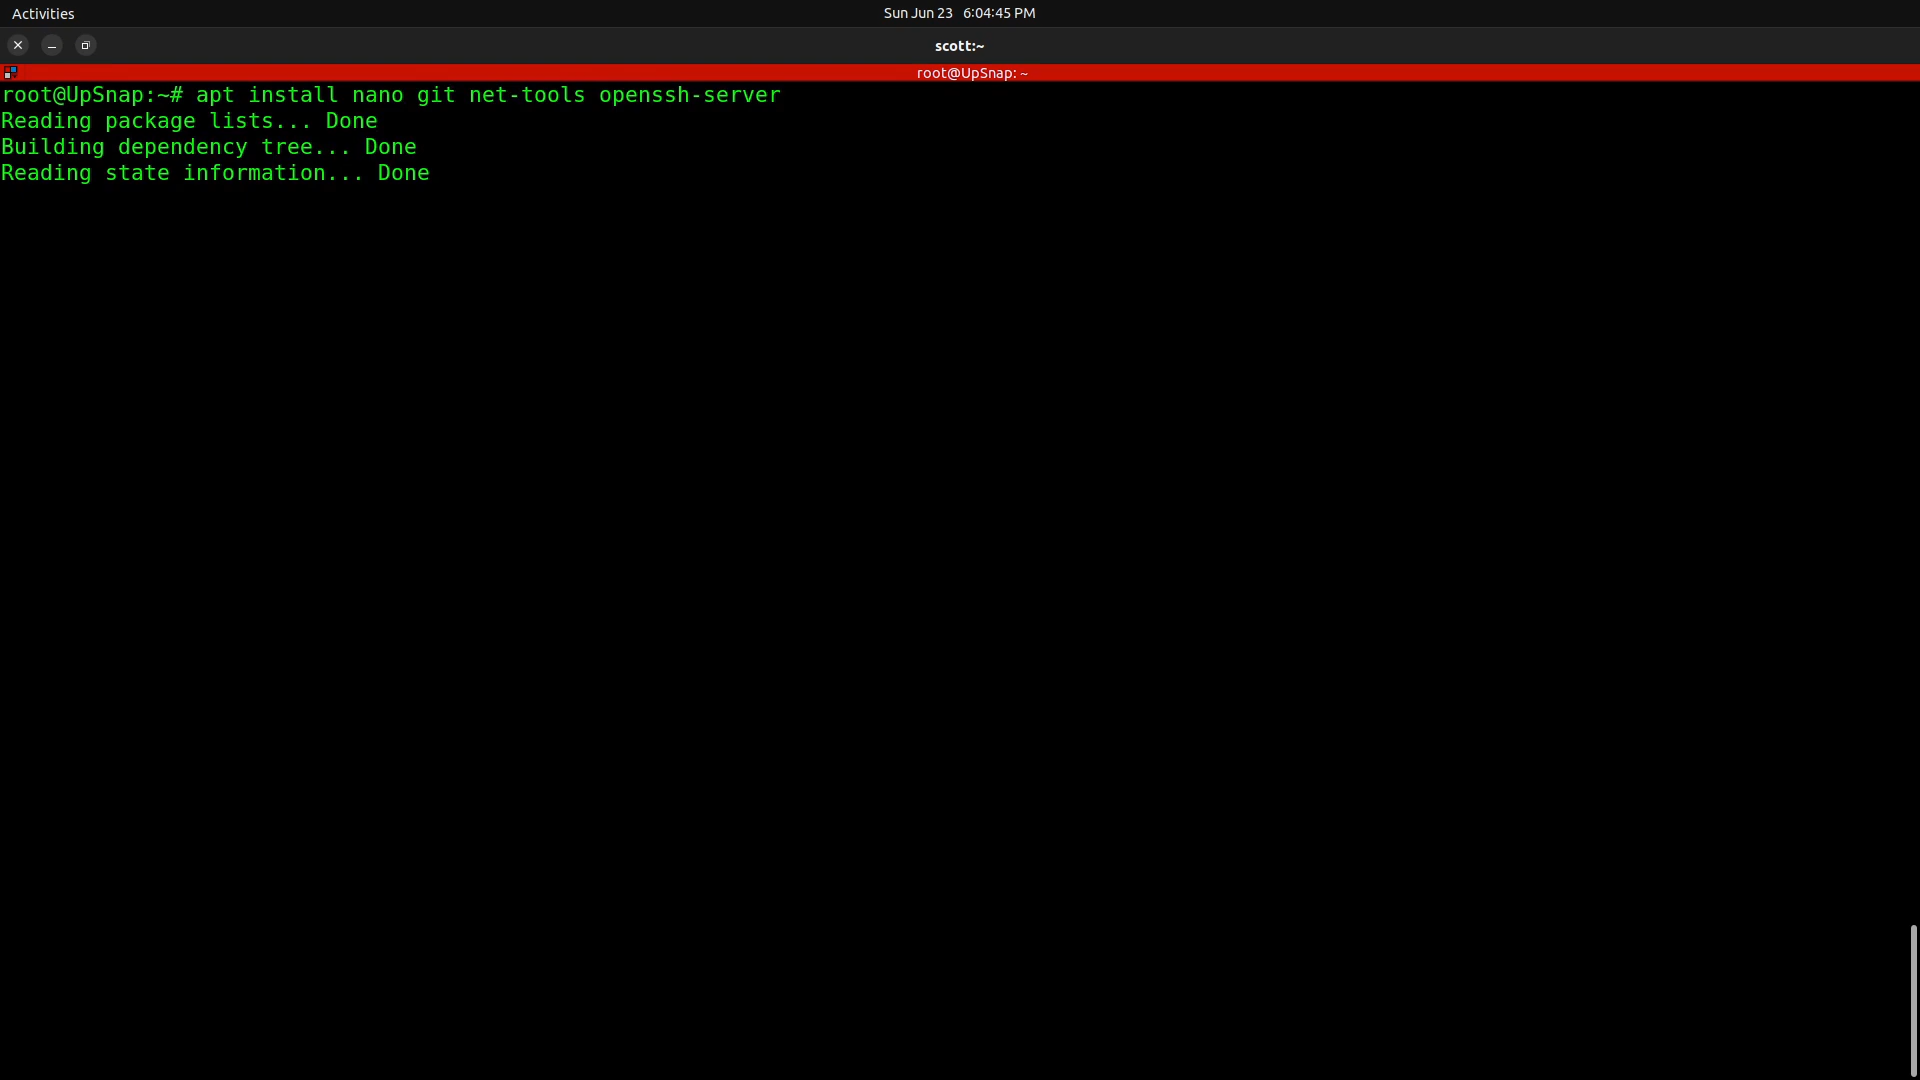 Activities
Sun Jun 23 6:04:45 PM
scott:~
root@UpSnap: ~
root@UpSnap:~# apt install nano git net-tools openssh-server
Reading package lists... Done
Building dependency tree... Done
Reading state information... Done